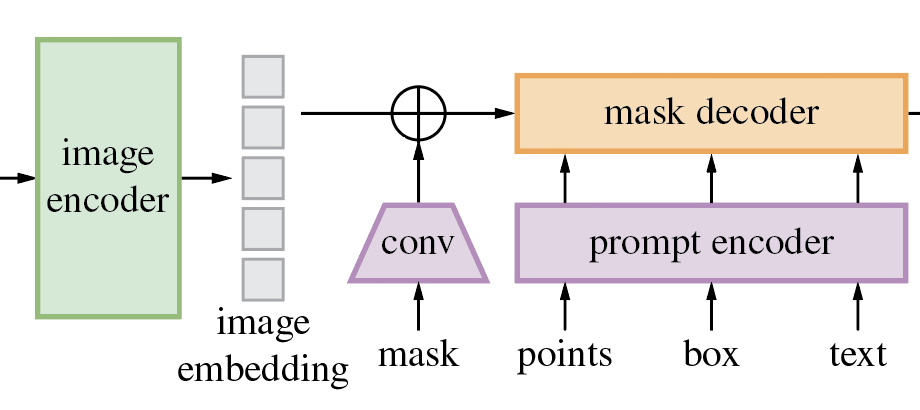 image
encoder
image
embedding
conv
mask
mask decoder
prompt encoder
points
box
text